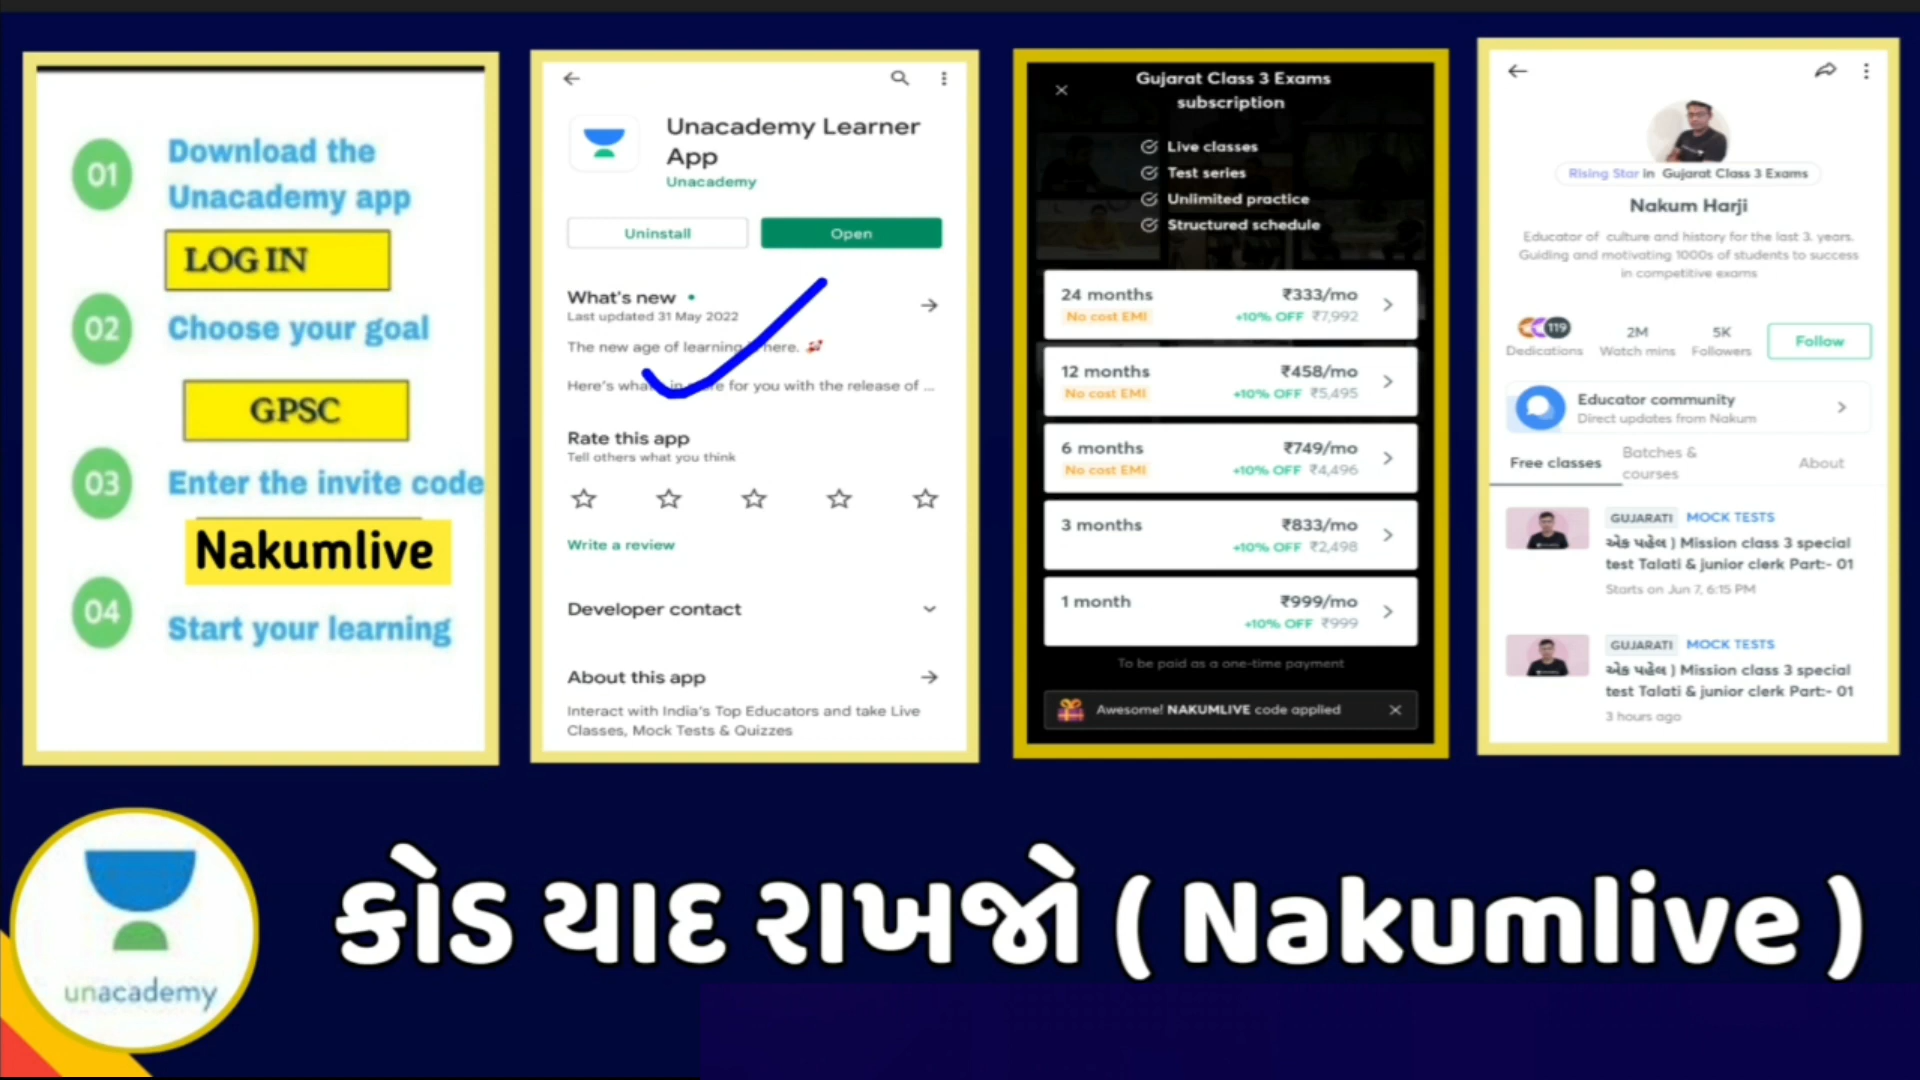 01
Download the
Unacademy app
LOG IN
02
Choose your goal
GPSC
03
Enter the invite code
Nakumlive
04
Start your learning
Unacademy Learner
App
Unacademy
Uninstall
Open
What's new
Last updated 31 May 2022
The new age of learning here.
Here's what in for you with the release of ...
Rate this app
Tell others what you think
Write a review
Developer contact
About this app
Interact with India's Top Educators and take Live
Classes, Mock Tests & Quizzes
Gujarat Class 3 Exams
subscription
Live classes
Test series
Unlimited practice
Structured schedule
24 months ₹333/mo
No cost EMI +10% OFF ₹7,992
12 months ₹458/mo
No cost EMI +10% OFF ₹5,495
6 months ₹749/mo
No cost EMI +10% OFF ₹4,496
3 months ₹833/mo
+10% OFF ₹2,498
1 month ₹999/mo
+10% OFF ₹999
To be paid as a one-time payment
Awesome! NAKUMLIVE code applied
Rising Star in Gujarat Class 3 Exams
Nakum Harji
Educator of culture and history for the last 3. years.
Guiding and motivating 1000s of students to success
in competitive exams
119 2M 5K
Dedications Watch mins Followers
Follow
Educator community
Direct updates from Nakum
Free classes
Batches &
courses
About
GUJARATI MOCK TESTS
એક પહેલ ) Mission class 3 special
test Talati & junior clerk Part:- 01
Starts on Jun 7, 6:15 PM
GUJARATI MOCK TESTS
એક પહેલ ) Mission class 3 special
test Talati & junior clerk Part:- 01
3 hours ago
unacademy
કોડ યાદ રાખજો ( Nakumlive )